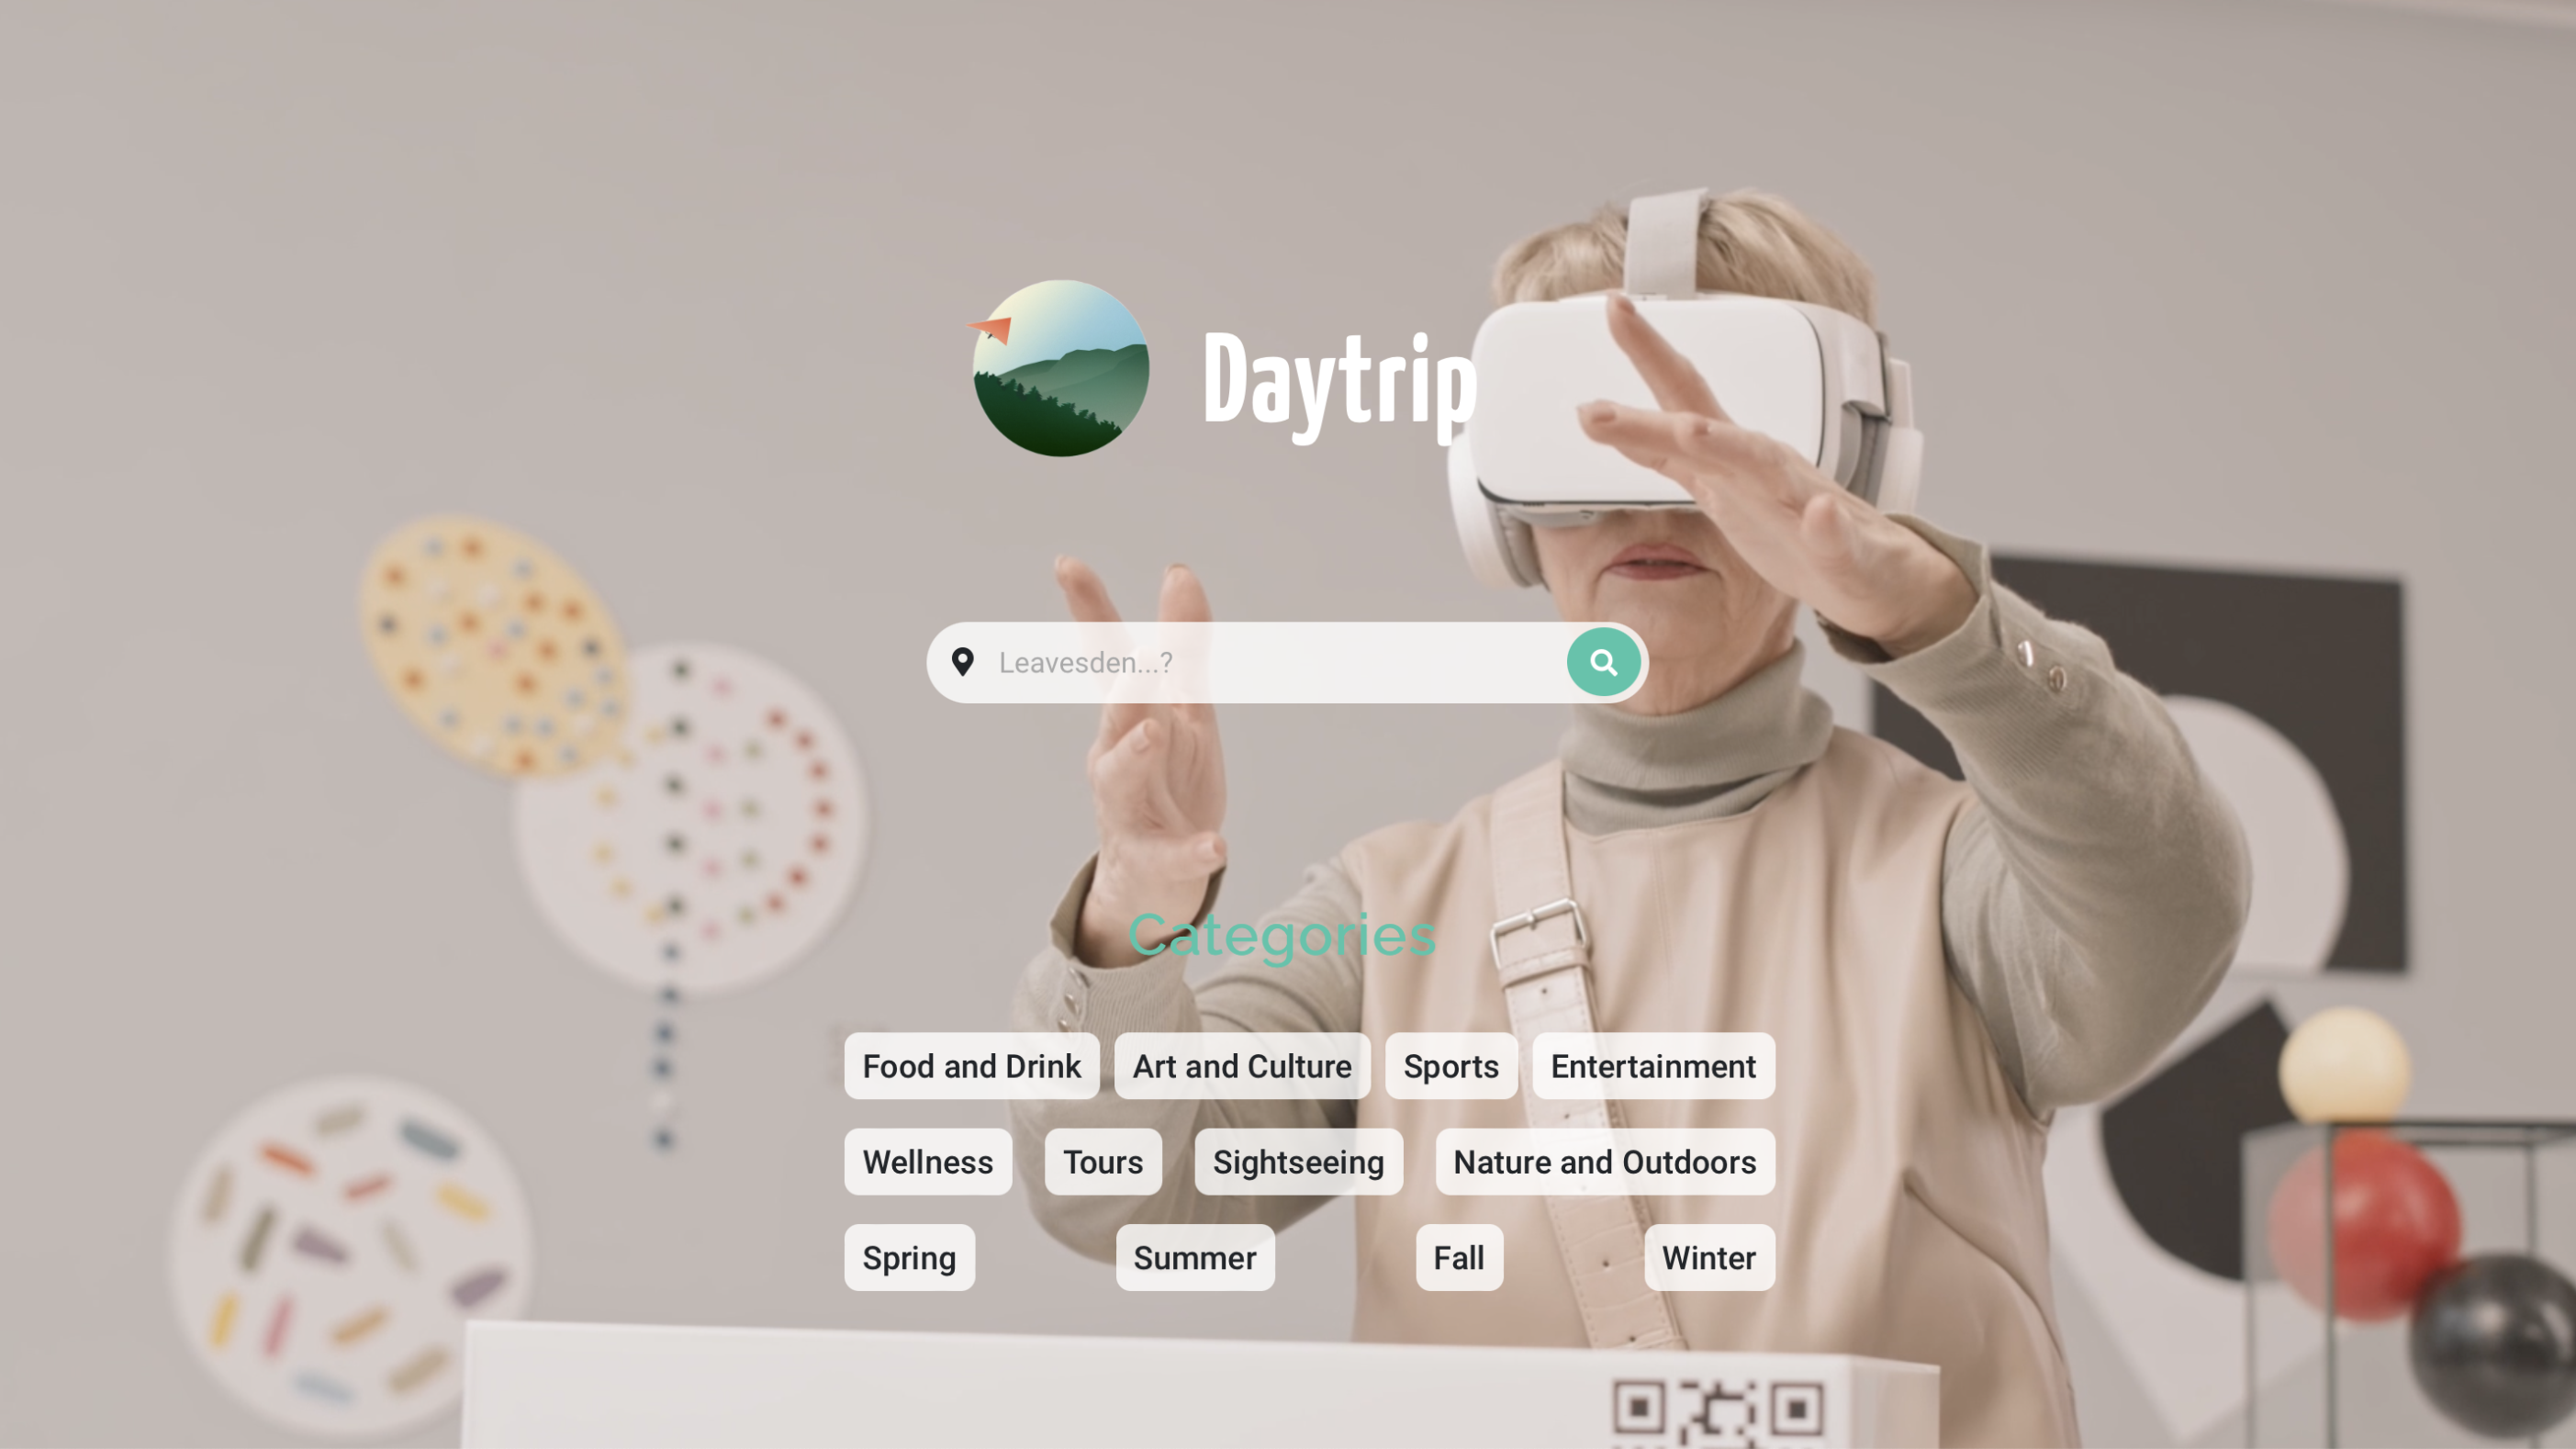 Daytrip
Leavesden...?
Categories
Food and Drink Art and Culture Sports Entertainment
Wellness Tours Sightseeing Nature and Outdoors
Spring Summer Fall Winter